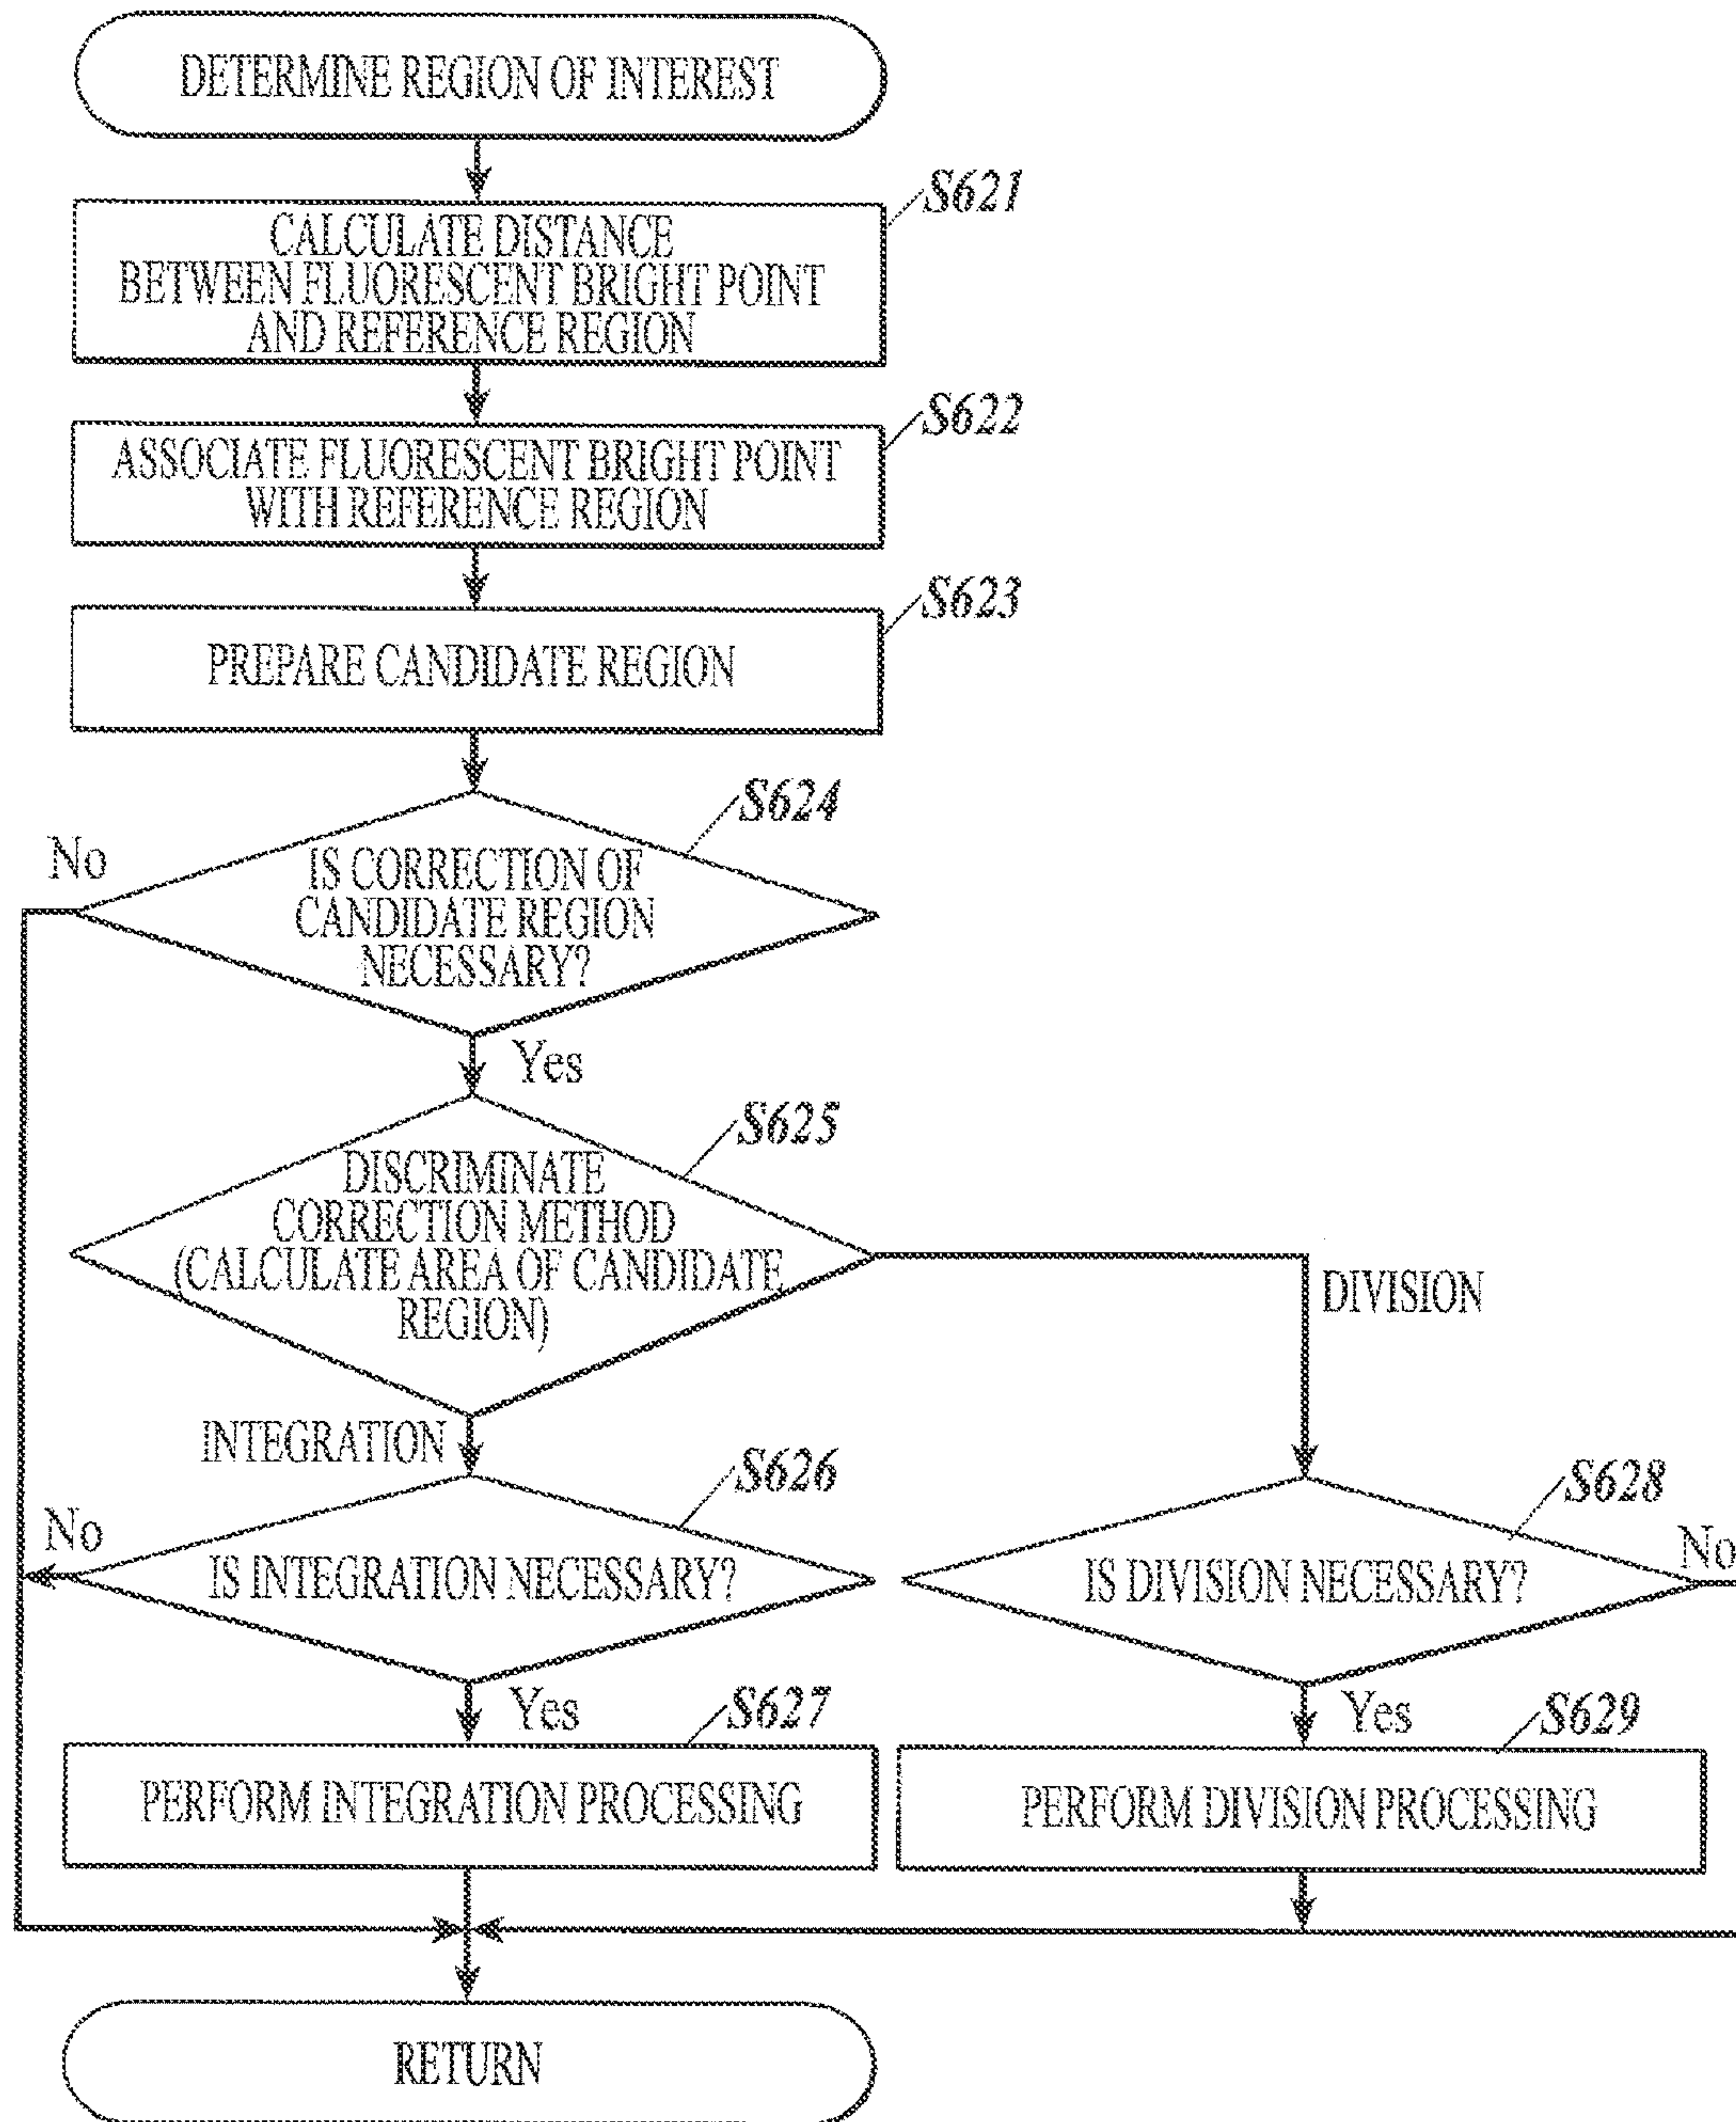 DETERMINE REGION OF INTEREST
S621
CALCULATE DISTANCE
BETWEEN FLUORESCENT BRIGHT POINT
AND REFERENCE REGION
S622
ASSOCIATE FLUORESCENT BRIGHT POINT
WITH REFERENCE REGION
S623
PREPARE CANDIDATE REGION
S624
No
IS CORRECTION OF
CANDIDATE REGION
NECESSARY?
Yes
S625
DISCRIMINATE
CORRECTION METHOD
(CALCULATE AREA OF CANDIDATE
REGION)
DIVISION
INTEGRATION
S626
S628
No
IS INTEGRATION NECESSARY?
IS DIVISION NECESSARY?
No
Yes
S627
Yes
S629
PERFORM INTEGRATION PROCESSING
PERFORM DIVISION PROCESSING
RETURN